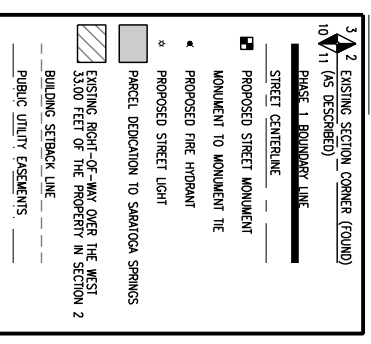 3 2
10 11
EXISTING SECTION CORNER (FOUND)
(AS DESCRIBED)
PHASE 1 BOUNDARY LINE
STREET CENTERLINE
PROPOSED STREET MONUMENT
MONUMENT TO MONUMENT TIE
PROPOSED FIRE HYDRANT
PROPOSED STREET LIGHT
PARCEL DEDICATION TO SARATOGA SPRINGS
EXISTING RIGHT-OF-WAY OVER THE WEST
33.00 FEET OF THE PROPERTY IN SECTION 2
BUILDING SETBACK LINE
PUBLIC UTILITY EASEMENTS